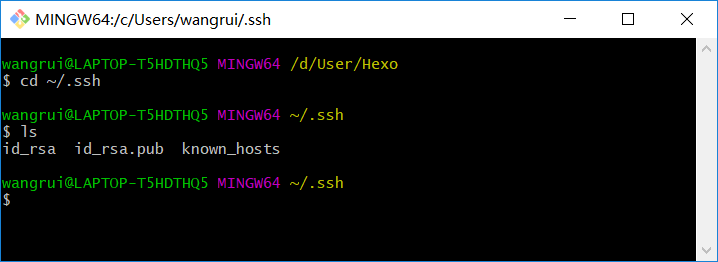 MINGW64:/c/Users/wangrui/.ssh
wangrui@LAPTOP-T5HDTHQ5 MINGW64 /d/User/Hexo
$ cd ~/.ssh
wangrui@LAPTOP-T5HDTHQ5 MINGW64 ~/.ssh
$ ls
id_rsa  id_rsa.pub  known_hosts
wangrui@LAPTOP-T5HDTHQ5 MINGW64 ~/.ssh
$